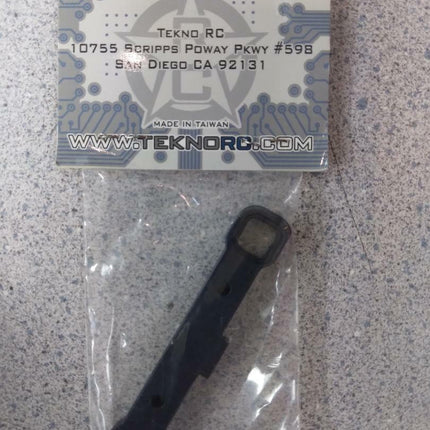 Tekno RC
10755 Scripps Poway Pkwy #598
San Diego CA 92131
MADE IN TAIWAN
WWW.TEKNORC.COM